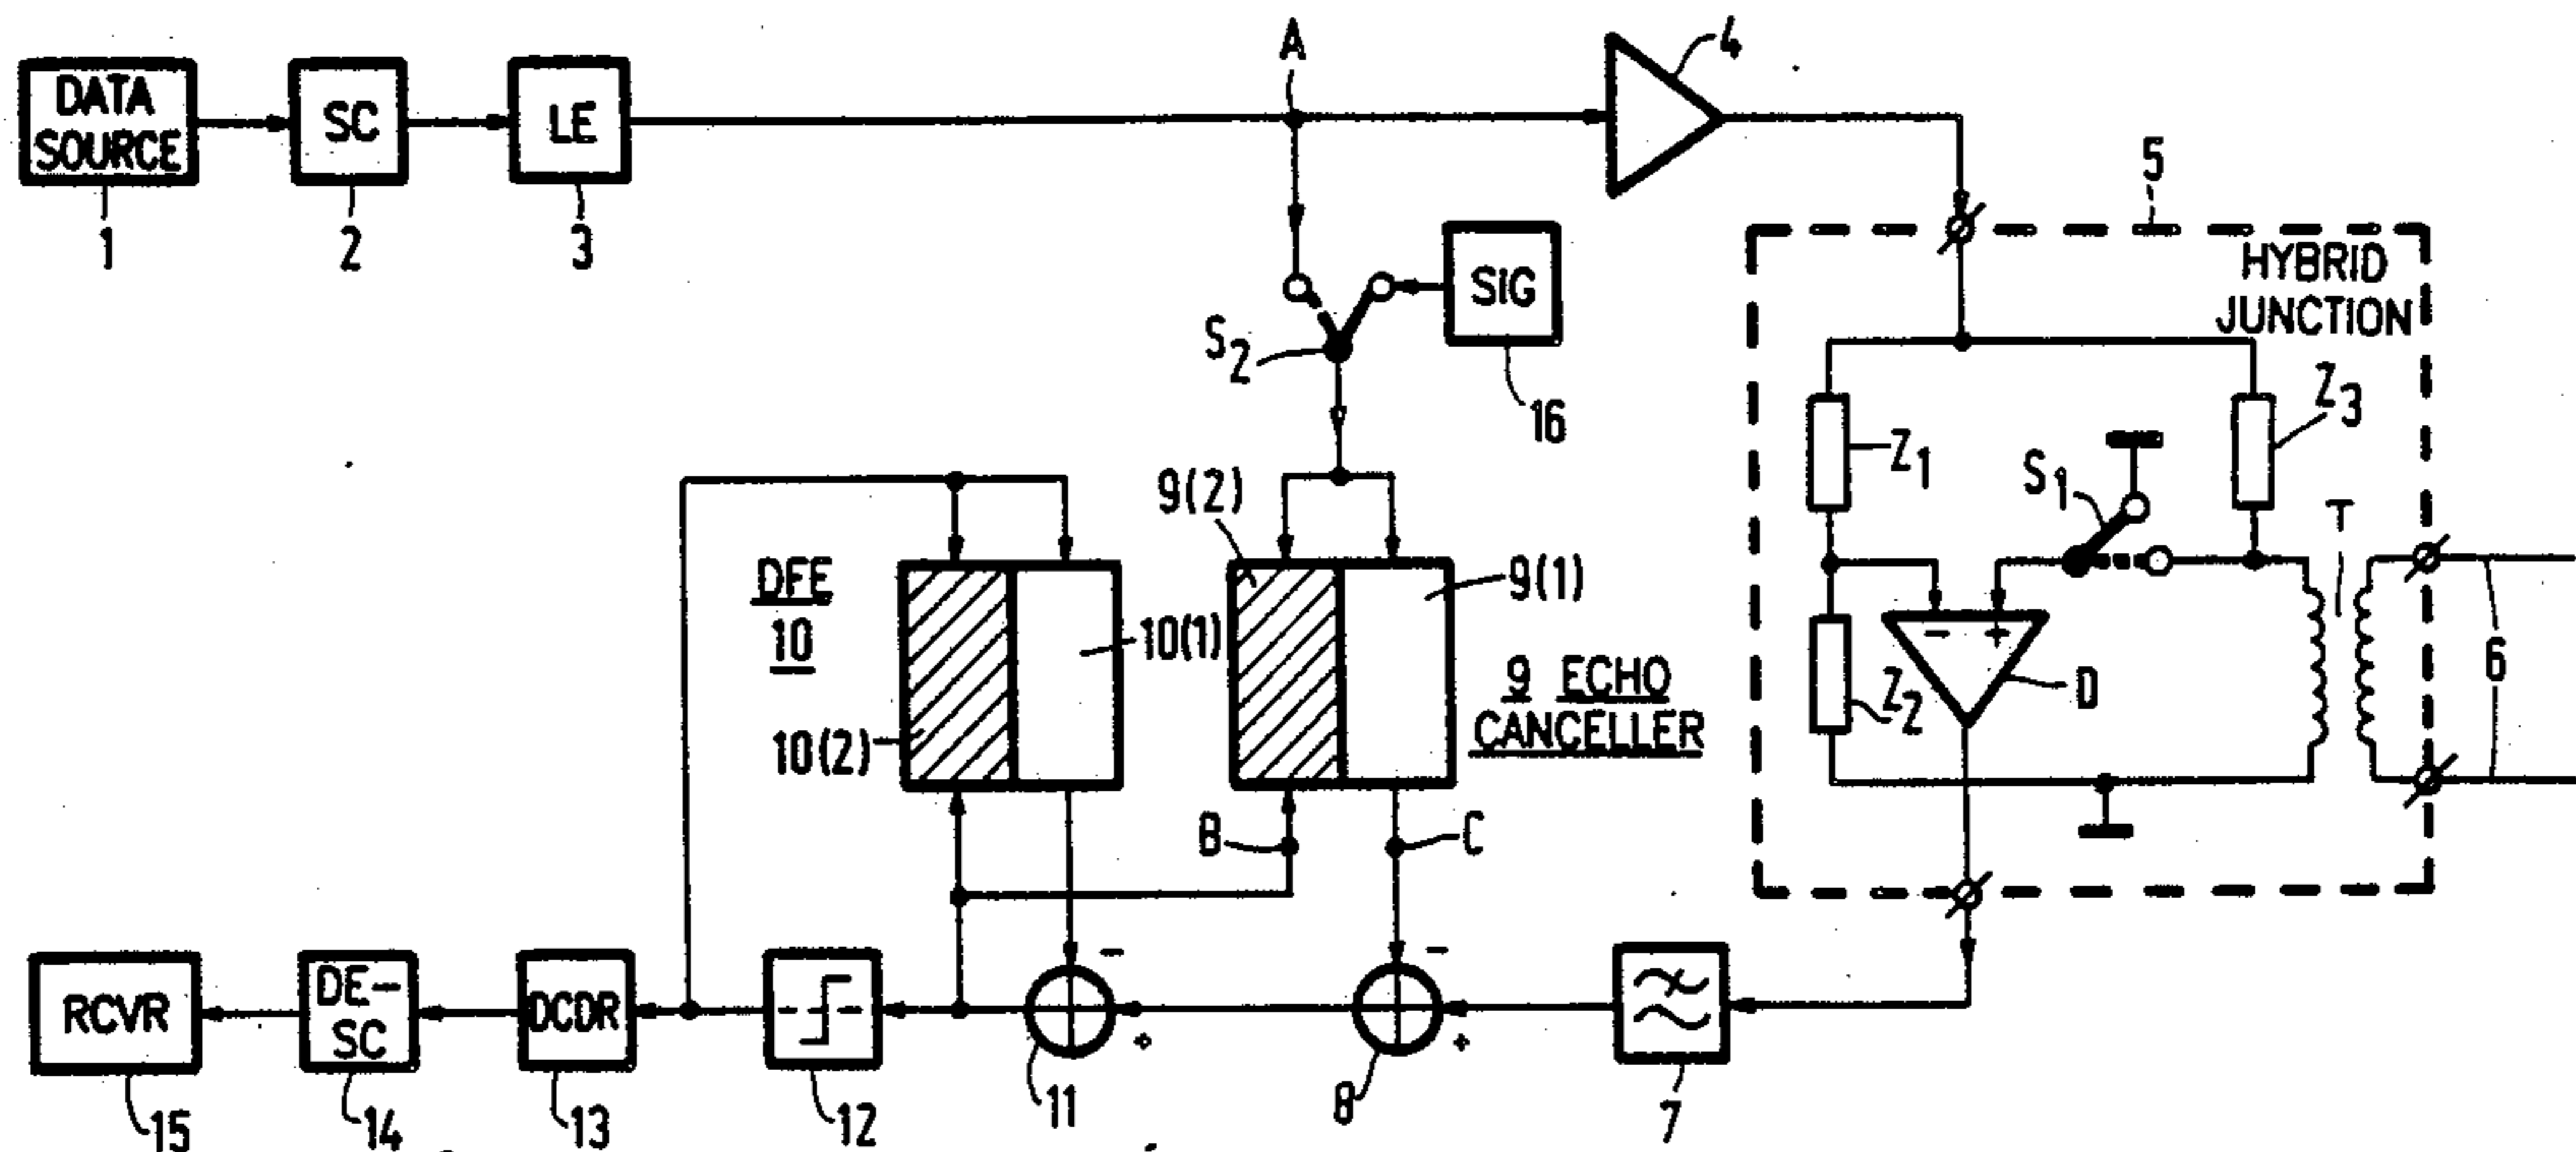 A
4
DATA
SOURCE
SC
LE
1
2
3
5
HYBRID
JUNCTION
SiG
S2
16
Z1
Z3
S1
T
9(2)
DFE
10
10(1)
9(1)
9 ECHO
CANCELLER
10(2)
Z2
D
6
B
C
-
+
-
-
+
+
RCVR
DE-
SC
DCDR
15
14
13
12
11
8
7